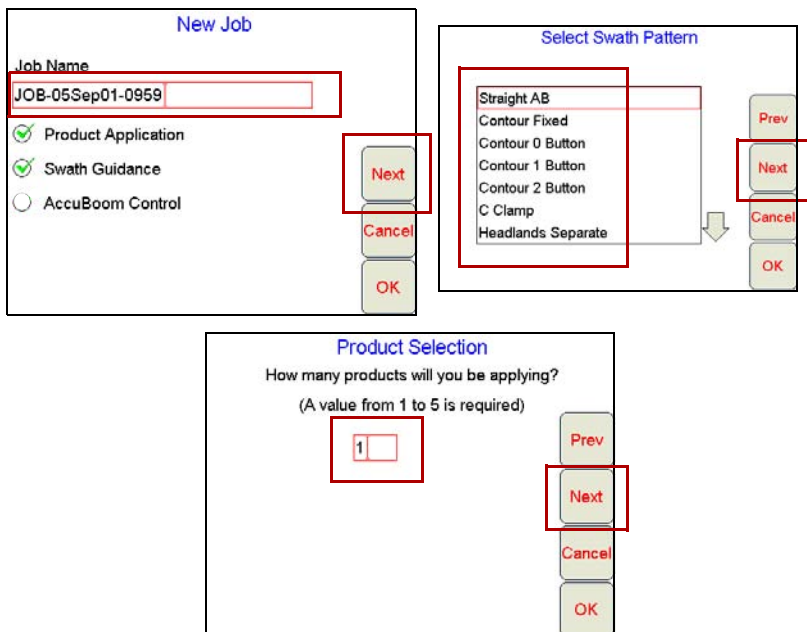 New Job
Job Name
JOB-05Sep01-0959
Product Application
Swath Guidance
AccuBoom Control
Next
Cancel
OK
Select Swath Pattern
Straight AB
Contour Fixed
Contour 0 Button
Contour 1 Button
Contour 2 Button
C Clamp
Headlands Separate
Prev
Next
Cancel
OK
Product Selection
How many products will you be applying?
(A value from 1 to 5 is required)
1
Prev
Next
Cancel
OK